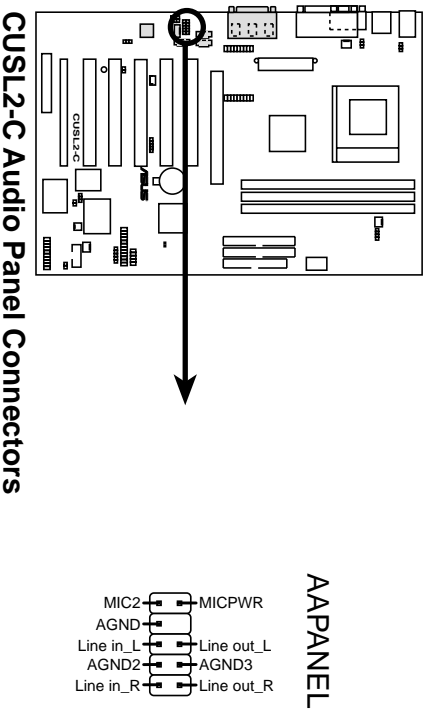 CUSL2-C
ASUS
CUSL2-C Audio Panel Connectors
AAPANEL
MIC2 MICPWR
AGND
Line in_L Line out_L
AGND2 AGND3
Line in_R Line out_R